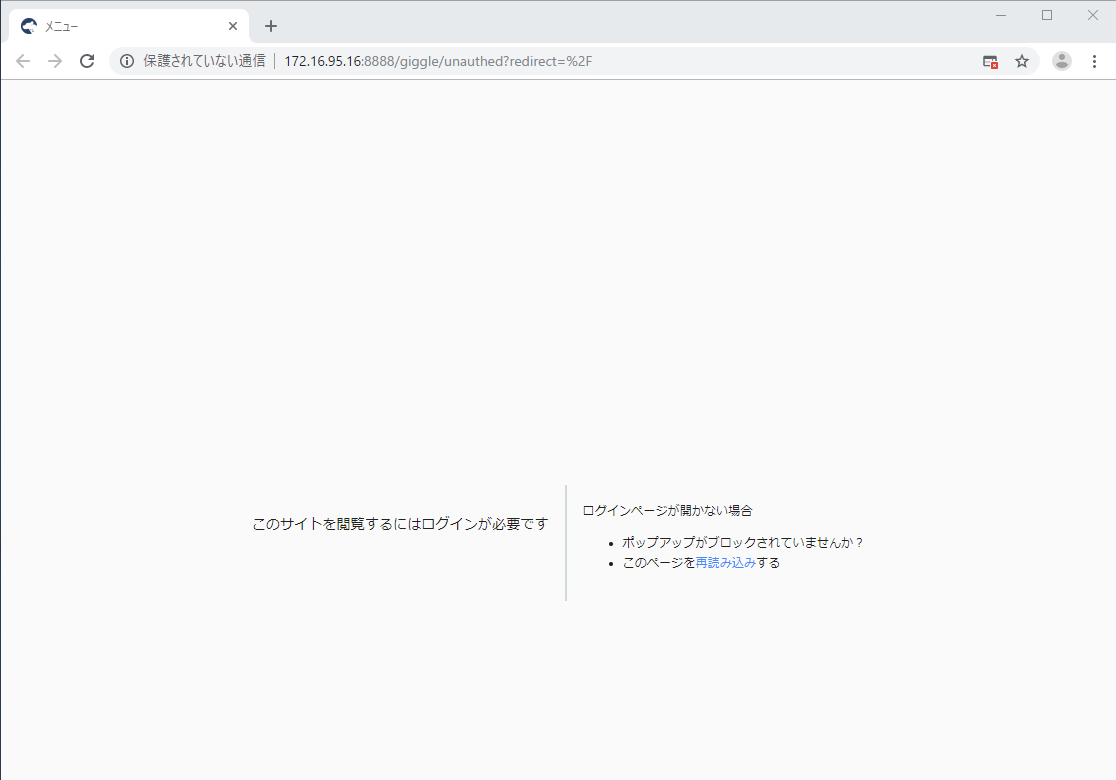 メニュー
保護されていない通信 | 172.16.95.16:8888/giggle/unauthed?redirect=%2F
このサイトを閲覧するにはログインが必要です
ログインページが開かない場合
• ポップアップがブロックされていませんか？
• このページを再読み込みする